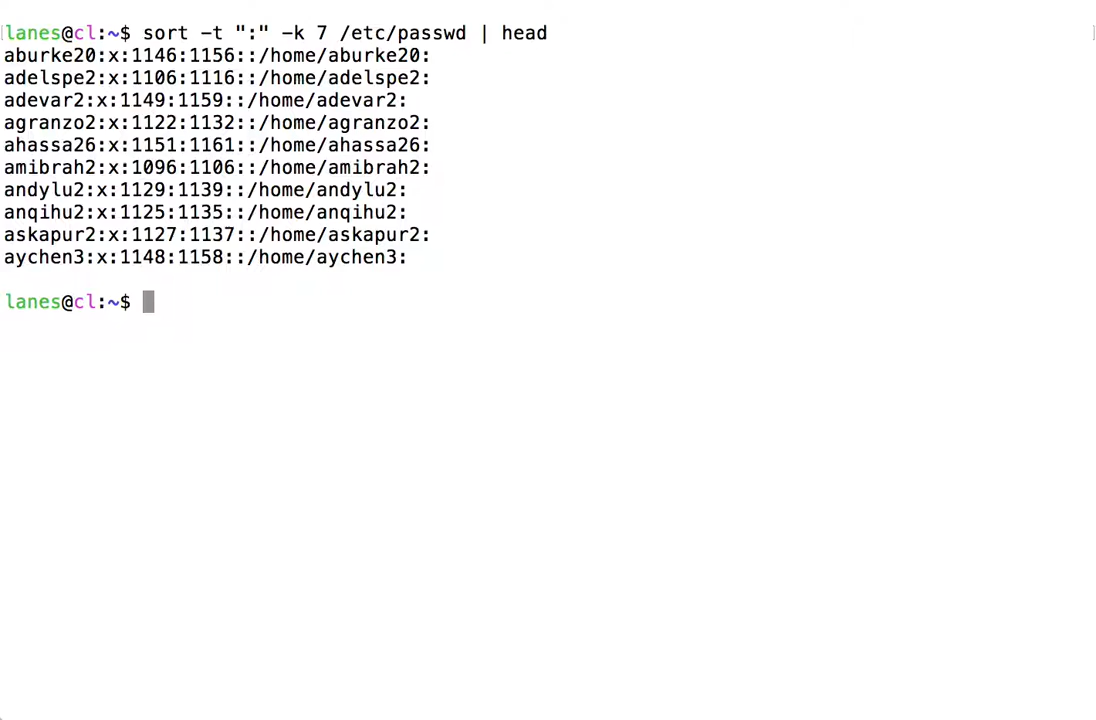 lanes@cl:~$ sort -t ":" -k 7 /etc/passwd | head
aburke20:x:1146:1156::/home/aburke20:
adelspe2:x:1106:1116::/home/adelspe2:
adevar2:x:1149:1159::/home/adevar2:
agranzo2:x:1122:1132::/home/agranzo2:
ahassa26:x:1151:1161::/home/ahassa26:
amibrah2:x:1096:1106::/home/amibrah2:
andylu2:x:1129:1139::/home/andylu2:
anqihu2:x:1125:1135::/home/anqihu2:
askapur2:x:1127:1137::/home/askapur2:
aychen3:x:1148:1158::/home/aychen3:
lanes@cl:~$